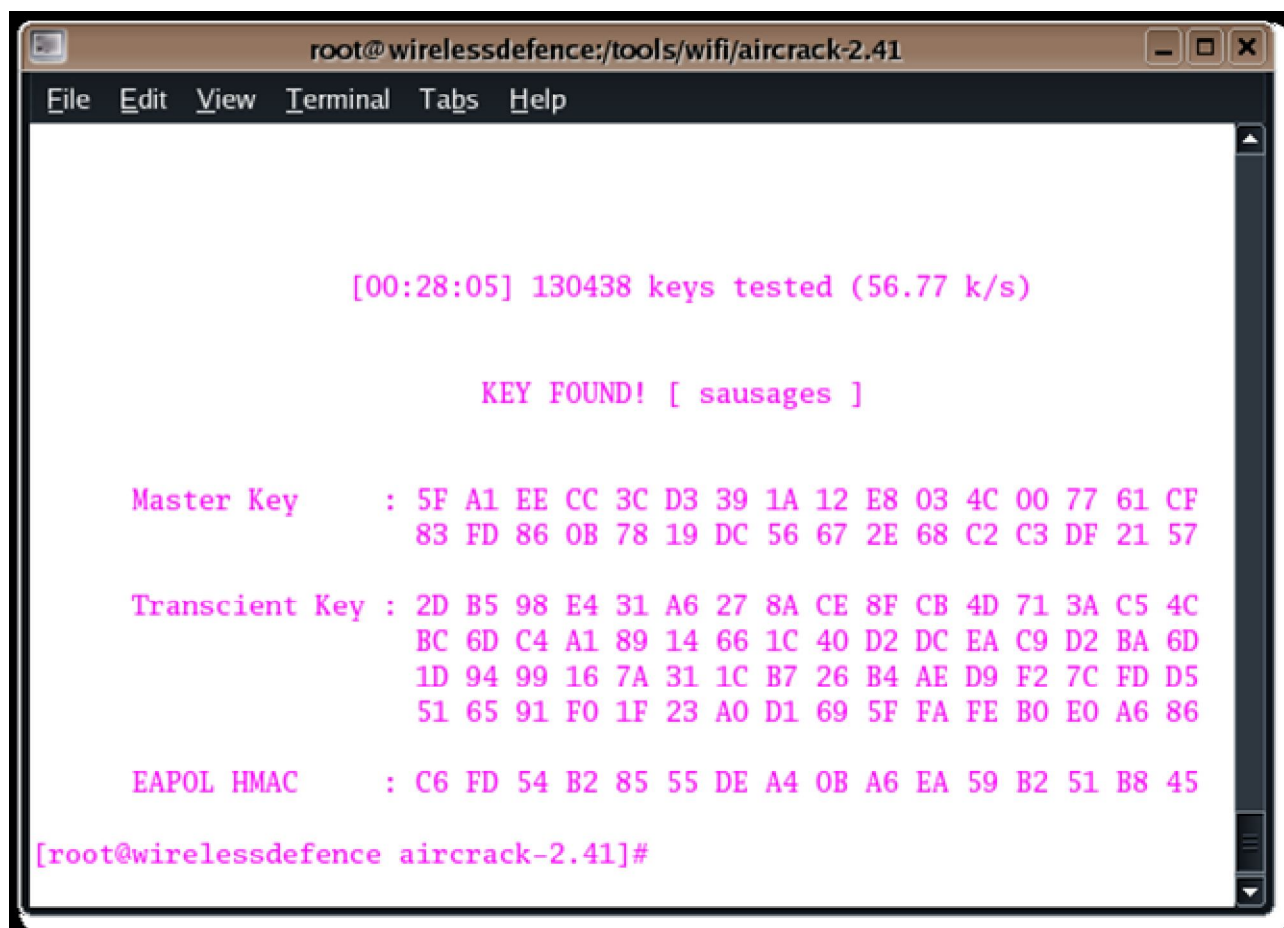 root@wirelessdefence:/tools/wifi/aircrack-2.41
File Edit View Terminal Tabs Help
[00:28:05] 130438 keys tested (56.77 k/s)
KEY FOUND! [ sausages ]
Master Key : 5F A1 EE CC 3C D3 39 1A 12 E8 03 4C 00 77 61 CF
83 FD 86 0B 78 19 DC 56 67 2E 68 C2 C3 DF 21 57
Transcient Key : 2D B5 98 E4 31 A6 27 8A CE 8F CB 4D 71 3A C5 4C
BC 6D C4 A1 89 14 66 1C 40 D2 DC EA C9 D2 BA 6D
1D 94 99 16 7A 31 1C B7 26 B4 AE D9 F2 7C FD D5
51 65 91 F0 1F 23 A0 D1 69 5F FA FE B0 E0 A6 86
EAPOL HMAC : C6 FD 54 B2 85 55 DE A4 0B A6 EA 59 B2 51 B8 45
[root@wirelessdefence aircrack-2.41]#